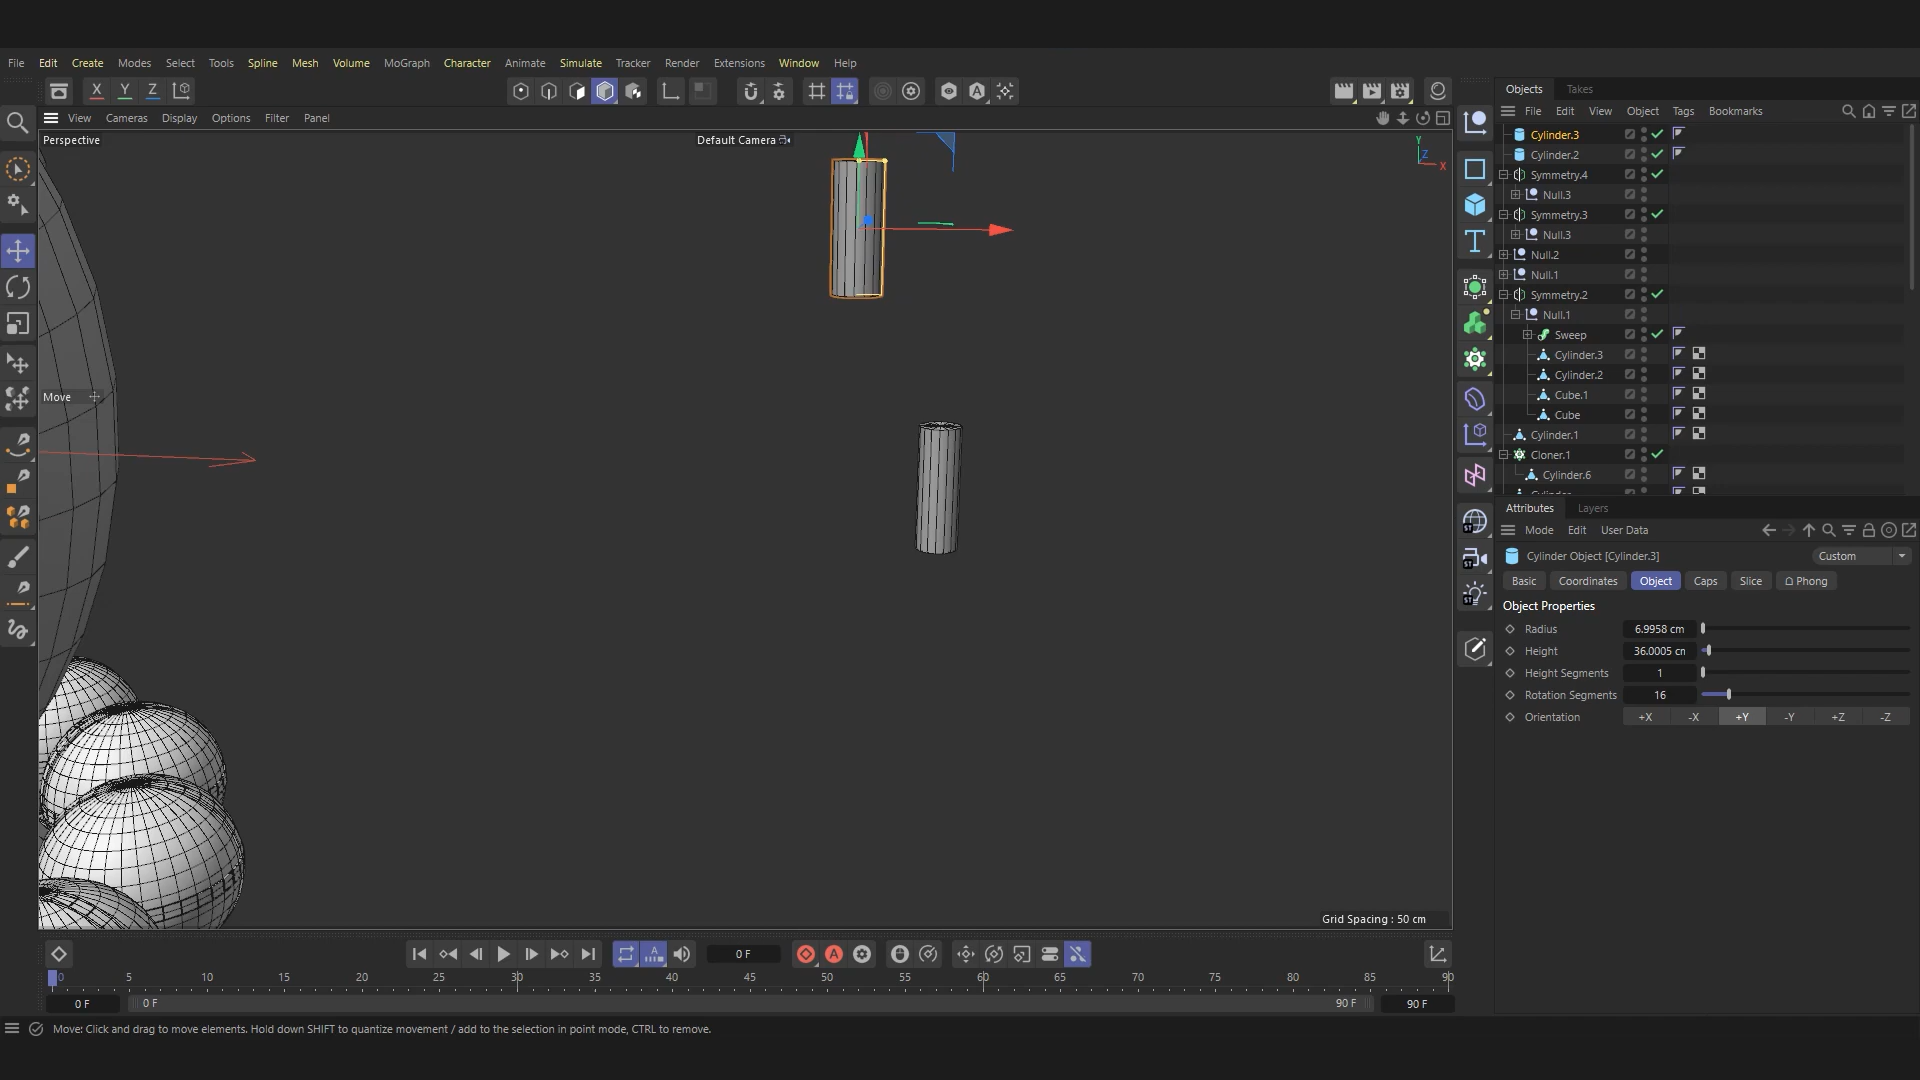 File Edit Create Modes Select Tools Spline Mesh Volume MoGraph Character Animate Simulate Tracker Render Extensions Window Help
X Y Z
View Cameras Display Options Filter Panel
Perspective
Default Camera
Y
Z
X
Move
Grid Spacing : 50 cm
Objects Takes
File Edit View Object Tags Bookmarks
Cylinder.3
Cylinder.2
Symmetry.4
Null.3
Symmetry.3
Null.3
Null.2
Null.1
Symmetry.2
Null.1
Sweep
Cylinder.3
Cylinder.2
Cube.1
Cube
Cylinder.1
Cloner.1
Cylinder.6
Attributes Layers
Mode Edit User Data
Cylinder Object [Cylinder.3]
Custom
Basic Coordinates Object Caps Slice Phong
Object Properties
Radius 6.9958 cm
Height 36.0005 cm
Height Segments 1
Rotation Segments 16
Orientation +X -X +Y -Y +Z -Z
0 F
0 5 10 15 20 25 30 35 40 45 50 55 60 65 70 75 80 85 90
0 F 0 F 90 F 90 F
Move: Click and drag to move elements. Hold down SHIFT to quantize movement / add to the selection in point mode, CTRL to remove.